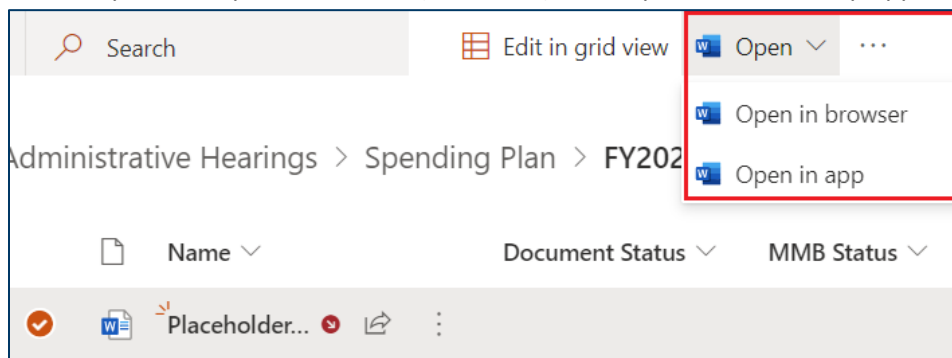 Search Edit in grid view Open ...
Open in browser
Administrative Hearings > Spending Plan > FY202
Open in app
Name Document Status MMB Status
Placeholder...